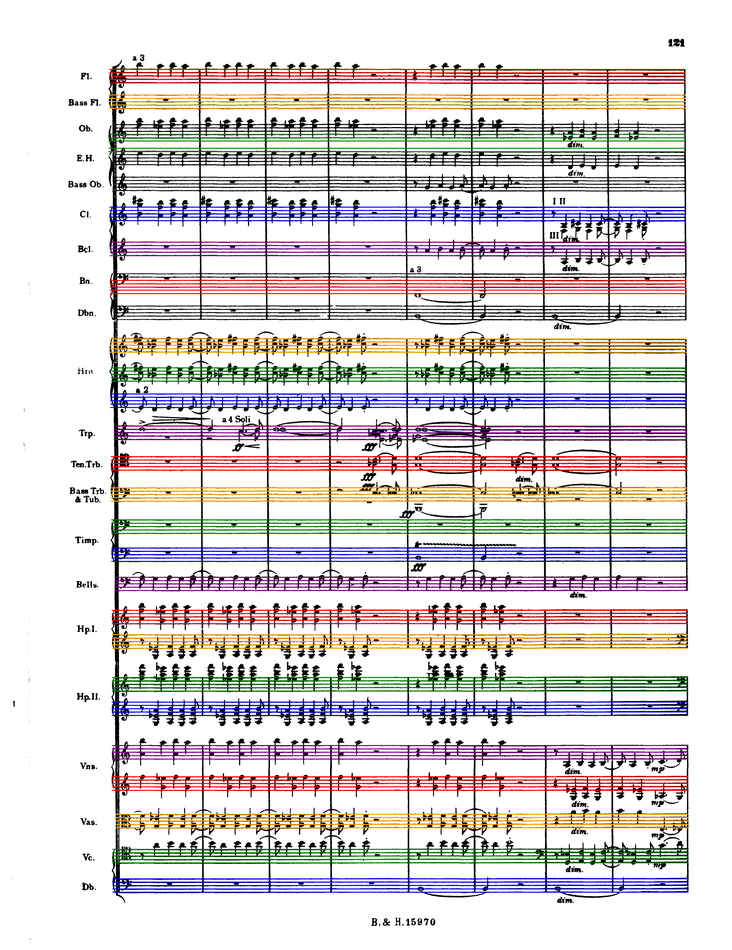 121
a 3
Fl.
Bass Fl.
Ob.
dim.
E.H.
dim.
Bass Ob.
Cl.
I II
dim.
III
Bcl.
dim.
a 3
Bn.
Dbn.
dim.
Hrn.
a 2
a 4 Soli
Trp.
ff
fff
Ten.Trb.
fff
dim.
Bass Trb.
& Tub.
fff
fff
Timp.
tr
fff
Bells.
dim.
Hp.I.
Hp.II.
Vns.
dim. mp
dim. mp
Vas.
dim. mp
Vc.
dim. mp
Db.
dim.
B. & H. 15970